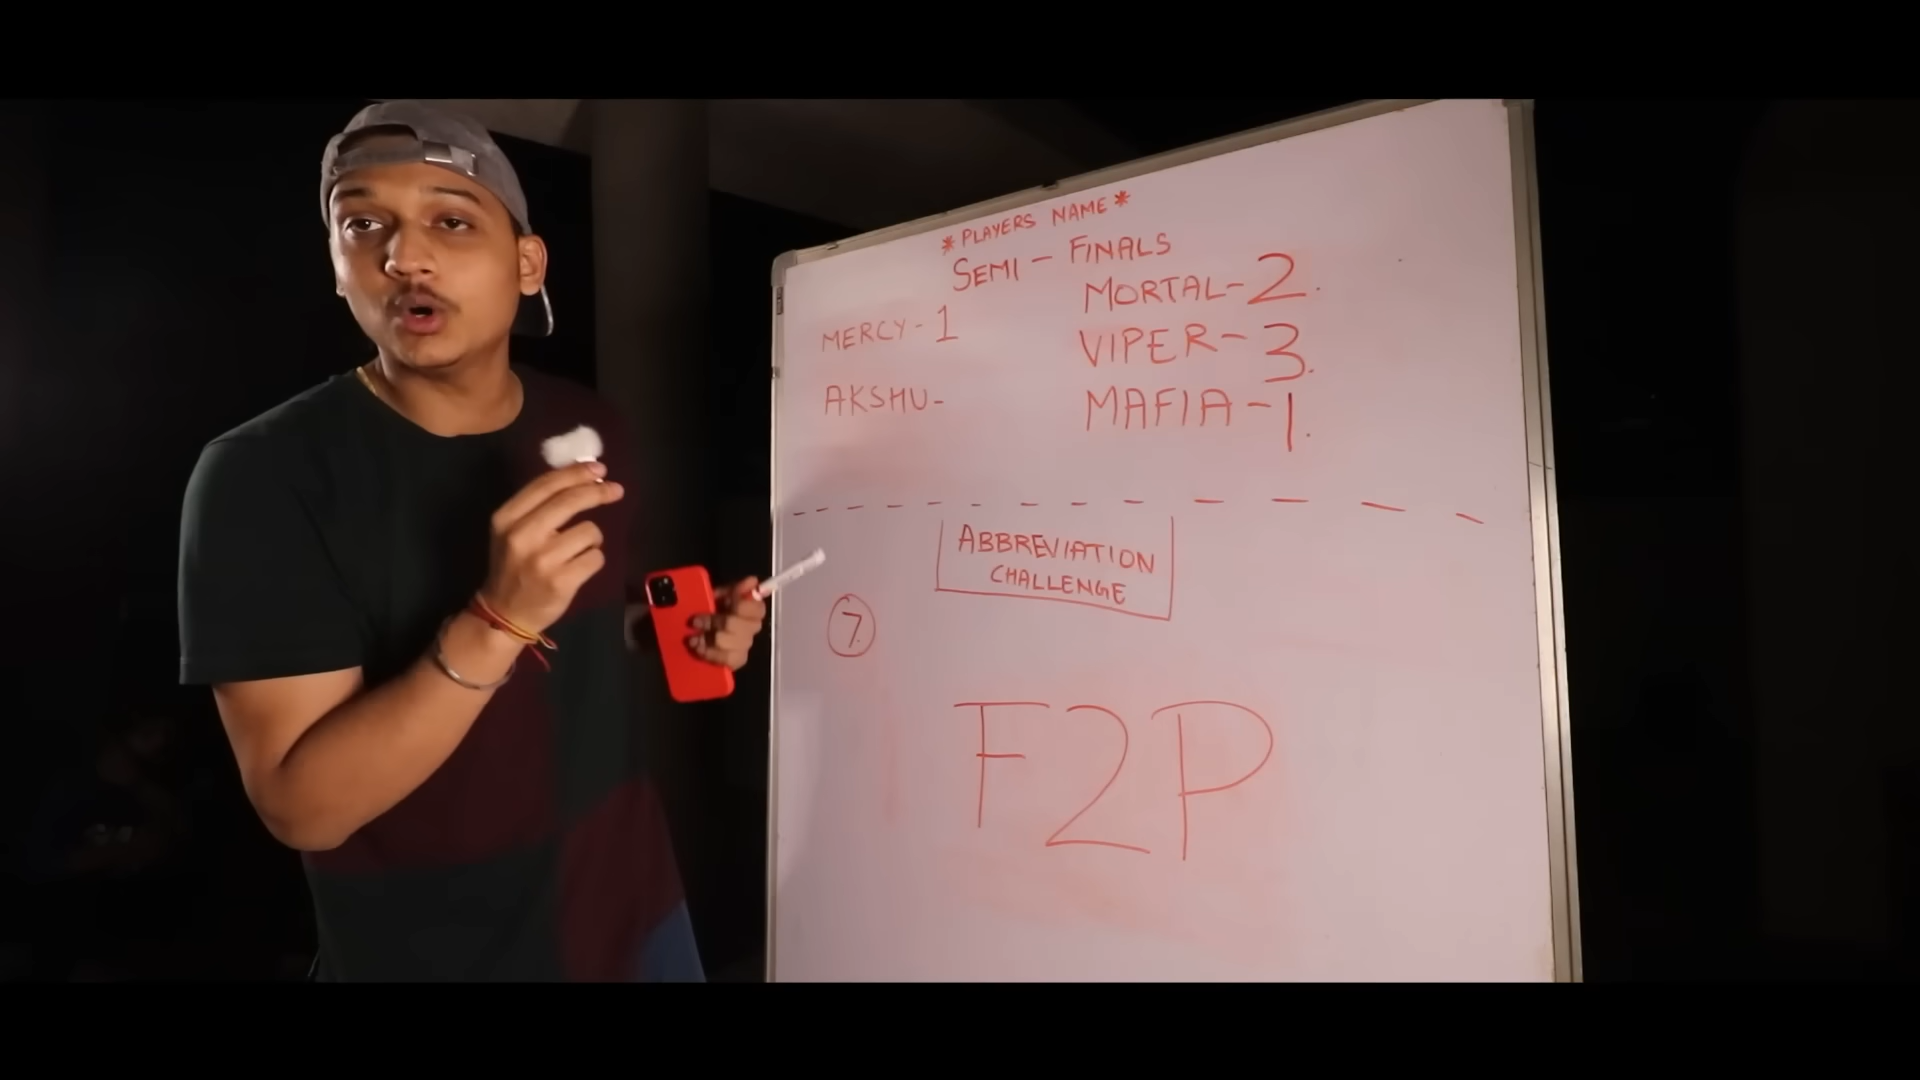 *PLAYERS NAME*
SEMI - FINALS
MERCY - 1
AKSHU-
MORTAL-2.
VIPER-3.
MAFIA-1.
ABBREVIATION
CHALLENGE
7.
F2P